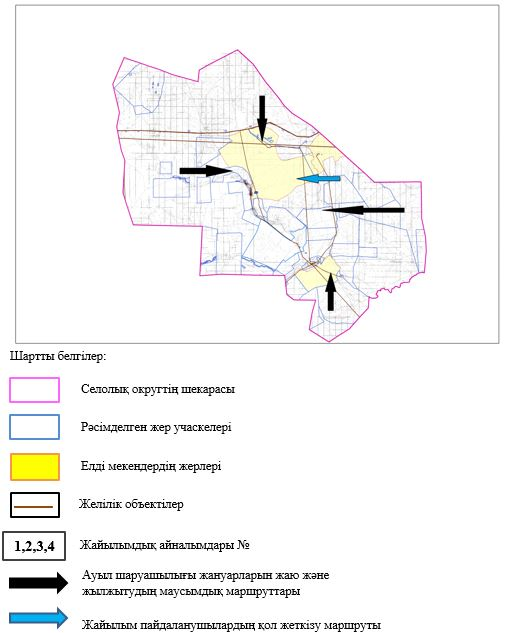 Шартты белгілер:
Селолық округтің шекарасы
Рәсімделген жер учаскелері
Елді мекендердің жерлері
Желілік объектілер
1,2,3,4 Жайылымдық айналымдары №
Ауыл шаруашылығы жануарларын жаю және
жылжытудың маусымдық маршруттары
Жайылым пайдаланушылардың қол жеткізу маршруты